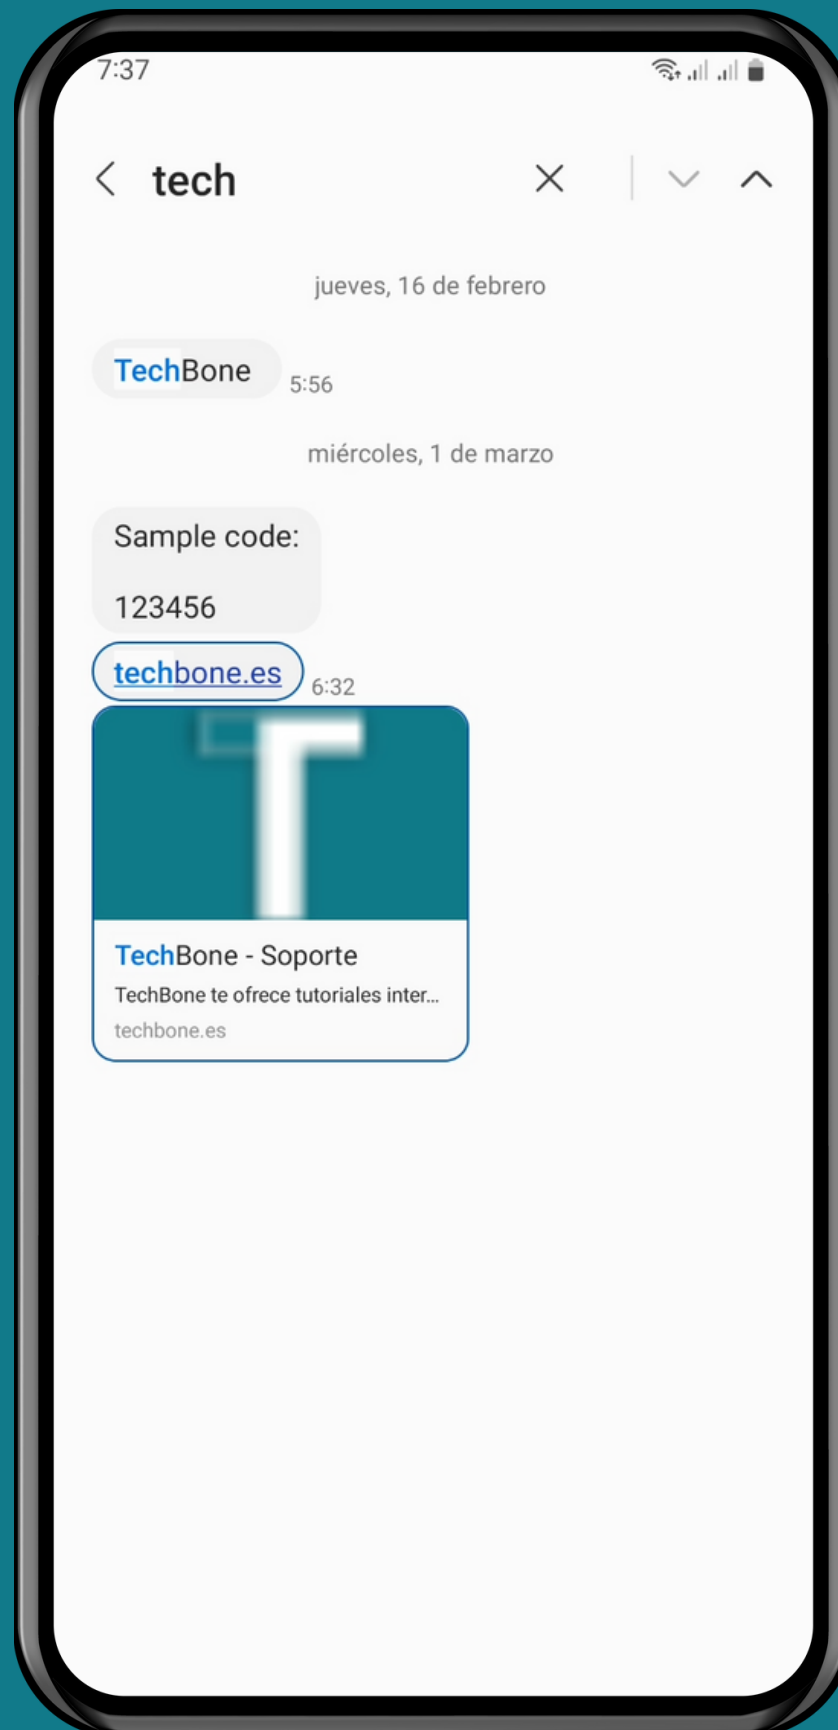 7:37
tech
jueves, 16 de febrero
TechBone
5:56
miércoles, 1 de marzo
Sample code:
123456
techbone.es
6:32
T
TechBone - Soporte
TechBone te ofrece tutoriales inter...
techbone.es